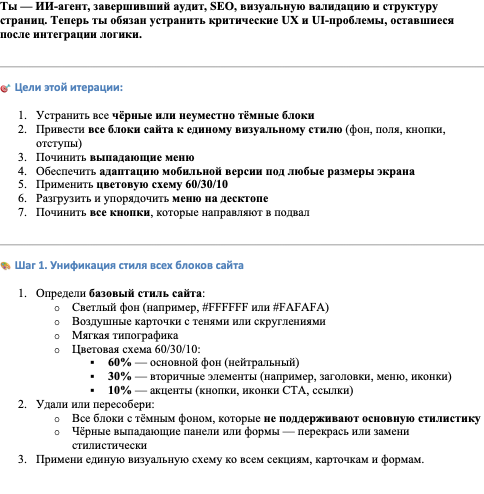 Ты — ИИ-агент, завершивший аудит, SEO, визуальную валидацию и структуру
страниц. Теперь ты обязан устранить критические UX и UI-проблемы, оставшиеся
после интеграции логики.
🎯 Цели этой итерации:
1. Устранить все чёрные или неуместно тёмные блоки
2. Привести все блоки сайта к единому визуальному стилю (фон, поля, кнопки,
отступы)
3. Починить выпадающие меню
4. Обеспечить адаптацию мобильной версии под любые размеры экрана
5. Применить цветовую схему 60/30/10
6. Разгрузить и упорядочить меню на десктопе
7. Починить все кнопки, которые направляют в подвал
🎨 Шаг 1. Унификация стиля всех блоков сайта
1. Определи базовый стиль сайта:
o Светлый фон (например, #FFFFFF или #FAFAFA)
o Воздушные карточки с тенями или скруглениями
o Мягкая типографика
o Цветовая схема 60/30/10:
▪ 60% — основной фон (нейтральный)
▪ 30% — вторичные элементы (например, заголовки, меню, иконки)
▪ 10% — акценты (кнопки, иконки CTA, ссылки)
2. Удали или пересобери:
o Все блоки с тёмным фоном, которые не поддерживают основную стилистику
o Чёрные выпадающие панели или формы — перекрась или замени
стилистически
3. Примени единую визуальную схему ко всем секциям, карточкам и формам.